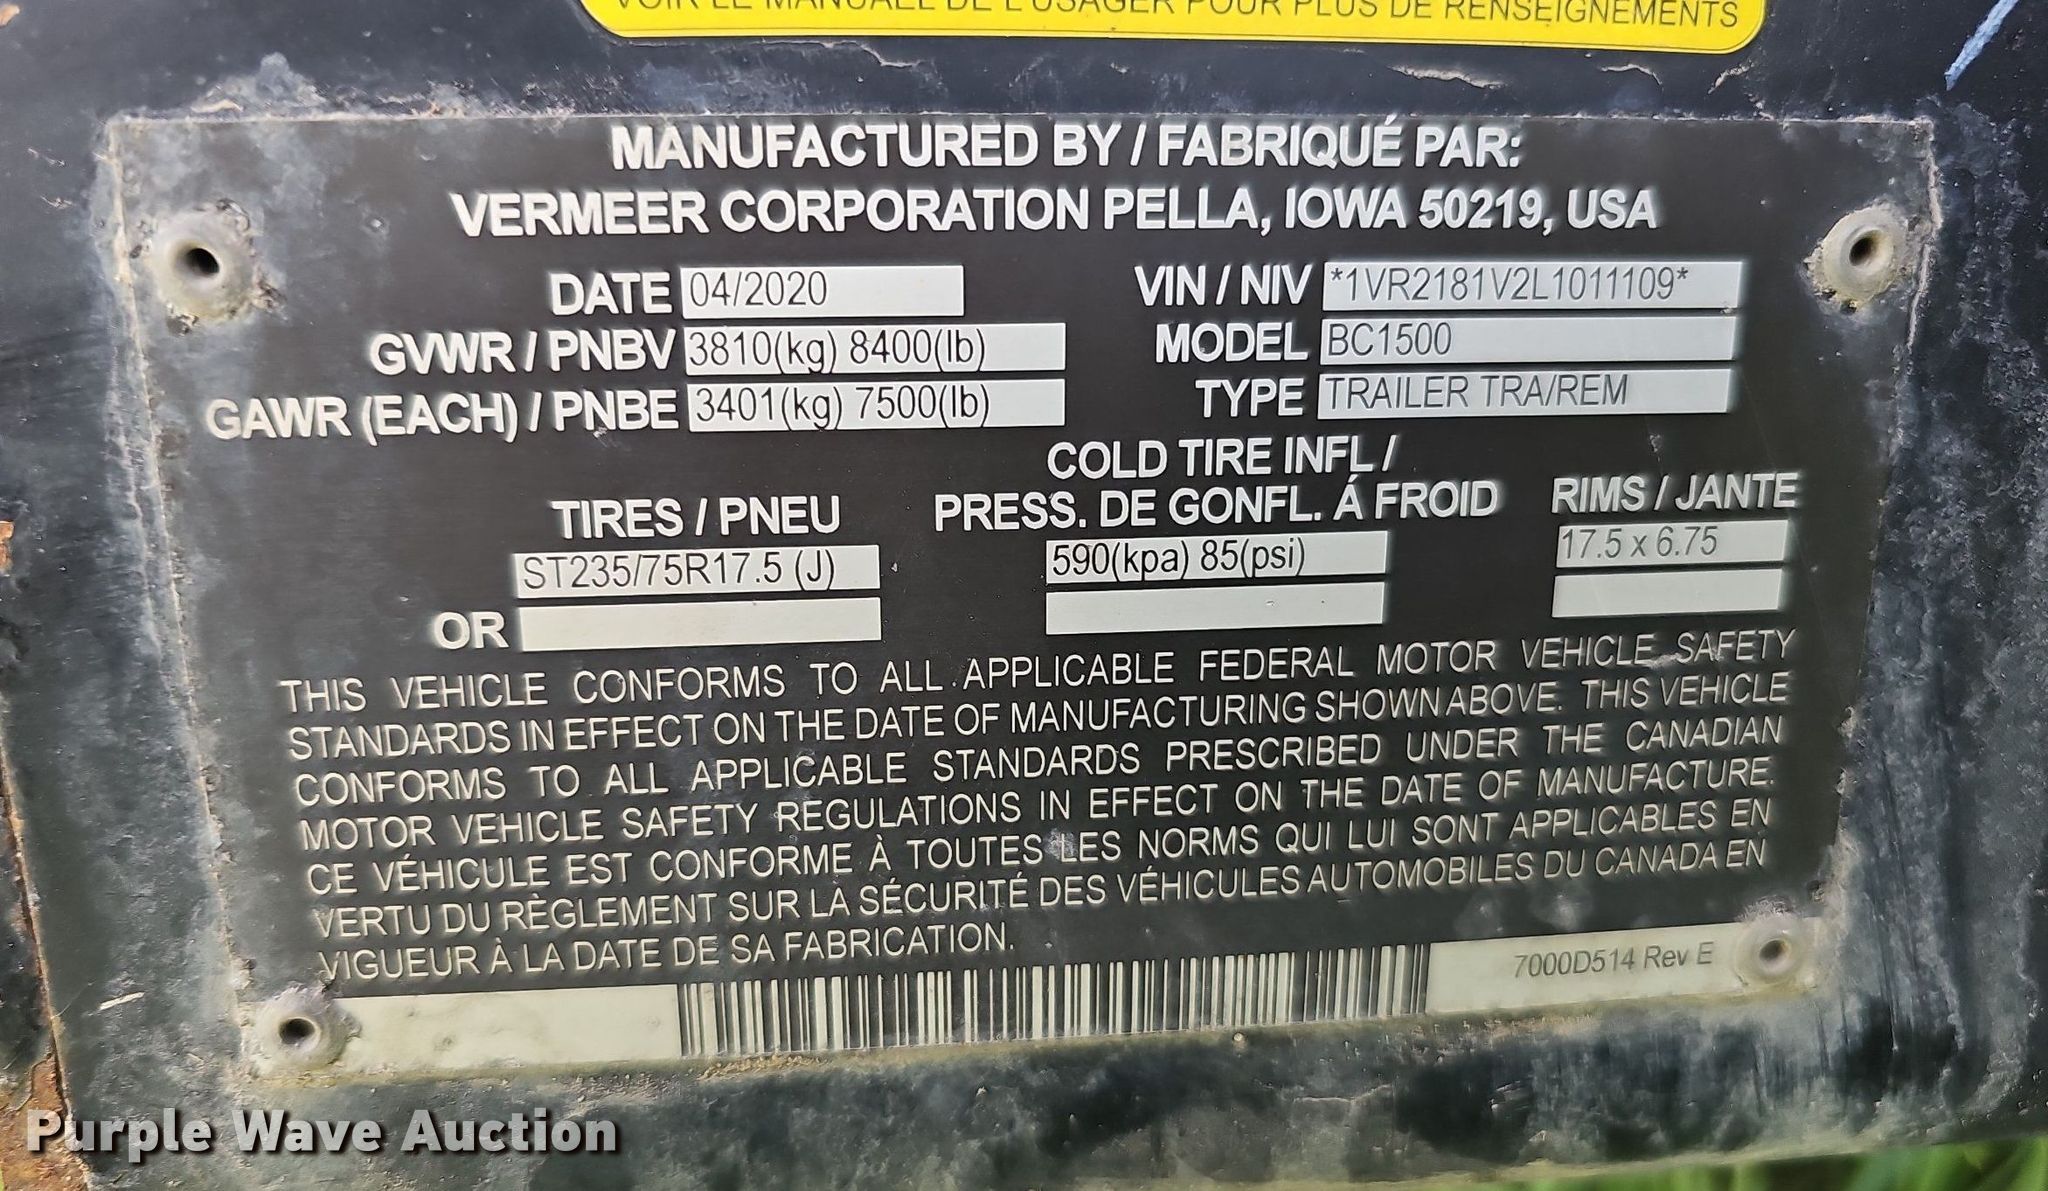 VOIR LE MANUALE DE L'USAGER POUR PLUS DE RENSEIGNEMENTS
MANUFACTURED BY / FABRIQUÉ PAR:
VERMEER CORPORATION PELLA, IOWA 50219, USA
DATE 04/2020
VIN / NIV *1VR2181V2L1011109*
GVWR / PNBV 3810(kg) 8400(lb)
MODEL BC1500
GAWR (EACH) / PNBE 3401(kg) 7500(lb)
TYPE TRAILER TRA/REM
TIRES / PNEU
COLD TIRE INFL /
PRESS. DE GONFL. Á FROID
RIMS / JANTE
ST235/75R17.5 (J) 590(kpa) 85(psi) 17.5 x 6.75
OR
THIS VEHICLE CONFORMS TO ALL APPLICABLE FEDERAL MOTOR VEHICLE SAFETY
STANDARDS IN EFFECT ON THE DATE OF MANUFACTURING SHOWN ABOVE. THIS VEHICLE
CONFORMS TO ALL APPLICABLE STANDARDS PRESCRIBED UNDER THE CANADIAN
MOTOR VEHICLE SAFETY REGULATIONS IN EFFECT ON THE DATE OF MANUFACTURE.
CE VÉHICULE EST CONFORME À TOUTES LES NORMS QUI LUI SONT APPLICABLES EN
VERTU DU RÈGLEMENT SUR LA SÉCURITÉ DES VÉHICULES AUTOMOBILES DU CANADA EN
VIGUEUR À LA DATE DE SA FABRICATION.
7000D514 Rev E
Purple Wave Auction